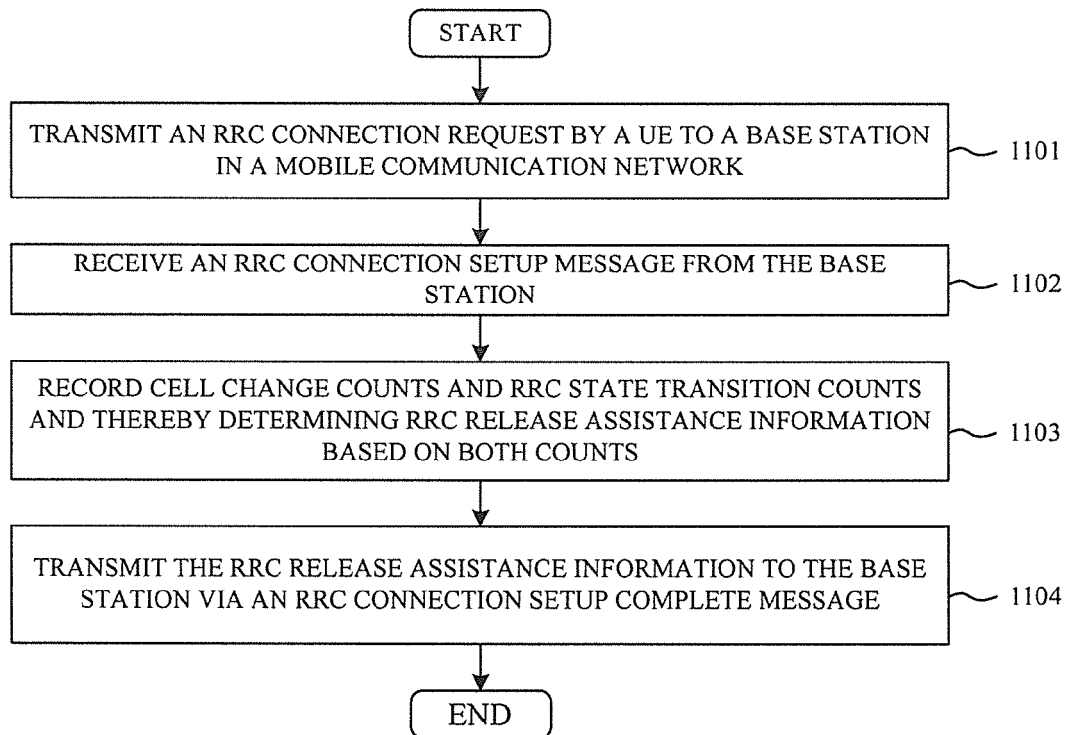 START
TRANSMIT AN RRC CONNECTION REQUEST BY A UE TO A BASE STATION
IN A MOBILE COMMUNICATION NETWORK
1101
RECEIVE AN RRC CONNECTION SETUP MESSAGE FROM THE BASE
STATION
1102
RECORD CELL CHANGE COUNTS AND RRC STATE TRANSITION COUNTS
AND THEREBY DETERMINING RRC RELEASE ASSISTANCE INFORMATION
BASED ON BOTH COUNTS
1103
TRANSMIT THE RRC RELEASE ASSISTANCE INFORMATION TO THE BASE
STATION VIA AN RRC CONNECTION SETUP COMPLETE MESSAGE
1104
END